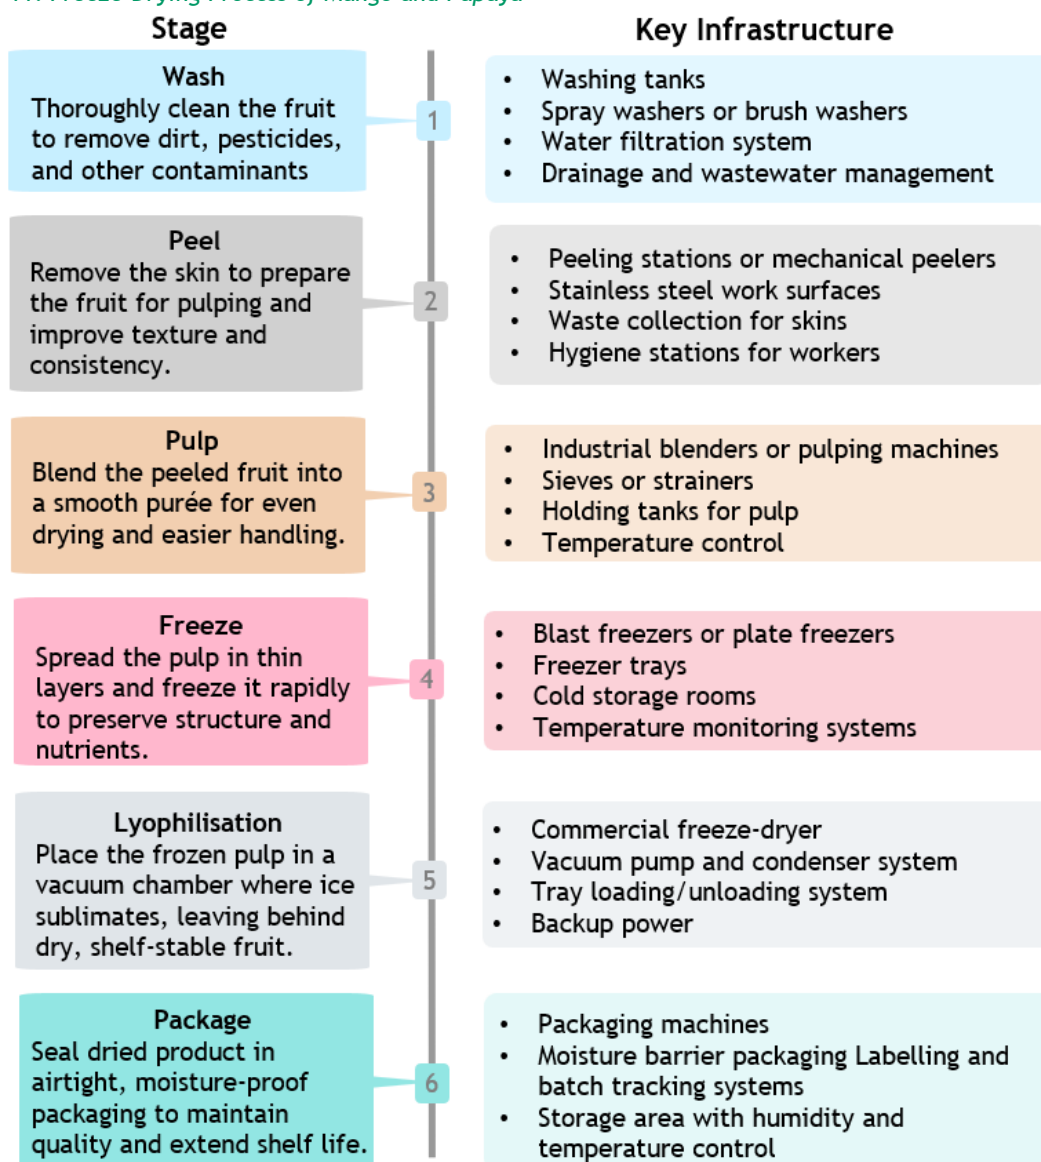 Freeze Drying Process of Mango and Papaya
Stage
Key Infrastructure
Wash
Thoroughly clean the fruit
to remove dirt, pesticides,
and other contaminants
1
• Washing tanks
• Spray washers or brush washers
• Water filtration system
• Drainage and wastewater management
Peel
Remove the skin to prepare
the fruit for pulping and
improve texture and
consistency.
2
• Peeling stations or mechanical peelers
• Stainless steel work surfaces
• Waste collection for skins
• Hygiene stations for workers
Pulp
Blend the peeled fruit into
a smooth purée for even
drying and easier handling.
3
• Industrial blenders or pulping machines
• Sieves or strainers
• Holding tanks for pulp
• Temperature control
Freeze
Spread the pulp in thin
layers and freeze it rapidly
to preserve structure and
nutrients.
4
• Blast freezers or plate freezers
• Freezer trays
• Cold storage rooms
• Temperature monitoring systems
Lyophilisation
Place the frozen pulp in a
vacuum chamber where ice
sublimates, leaving behind
dry, shelf-stable fruit.
5
• Commercial freeze-dryer
• Vacuum pump and condenser system
• Tray loading/unloading system
• Backup power
Package
Seal dried product in
airtight, moisture-proof
packaging to maintain
quality and extend shelf life.
6
• Packaging machines
• Moisture barrier packaging Labelling and
batch tracking systems
• Storage area with humidity and
temperature control